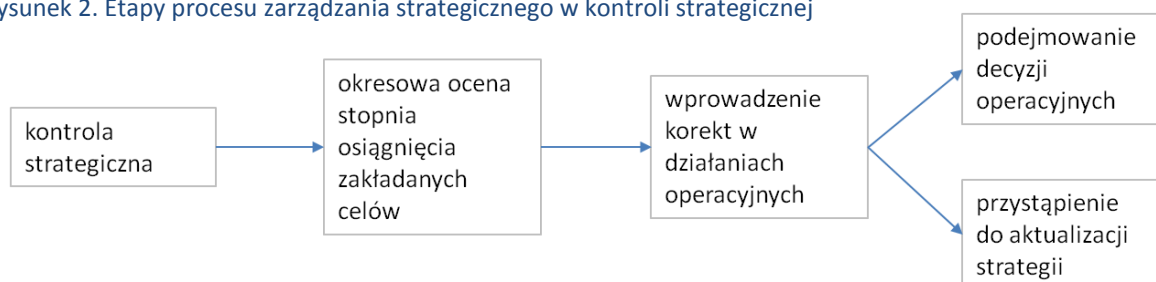 ysunek 2. Etapy procesu zarządzania strategicznego w kontroli strategicznej
kontrola
strategiczna
okresowa ocena
stopnia
osiągnięcia
zakładanych
celów
wprowadzenie
korekt w
działaniach
operacyjnych
podejmowanie
decyzji
operacyjnych
przystąpienie
do aktualizacji
strategii